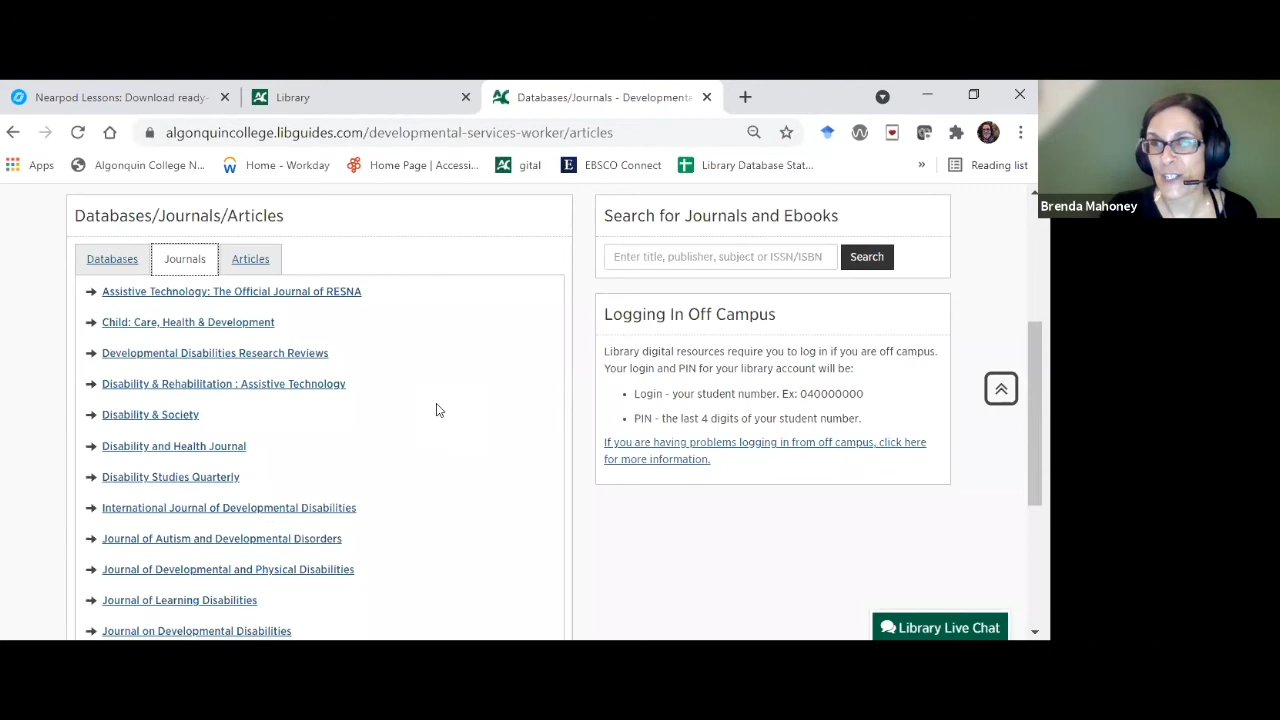 Nearpod Lessons: Download ready-
Library
Databases/Journals - Developmenta
algonquincollege.libguides.com/developmental-services-worker/articles
Apps
Algonquin College N...
Home - Workday
Home Page | Access...
gital
EBSCO Connect
Library Database Stat...
»
Reading list
Brenda Mahoney
Databases/Journals/Articles
Databases
Journals
Articles
Assistive Technology: The Official Journal of RESNA
Child: Care, Health & Development
Developmental Disabilities Research Reviews
Disability & Rehabilitation : Assistive Technology
Disability & Society
Disability and Health Journal
Disability Studies Quarterly
International Journal of Developmental Disabilities
Journal of Autism and Developmental Disorders
Journal of Developmental and Physical Disabilities
Journal of Learning Disabilities
Journal on Developmental Disabilities
Search for Journals and Ebooks
Enter title, publisher, subject or ISSN/ISBN
Search
Logging In Off Campus
Library digital resources require you to log in if you are off campus.
Your login and PIN for your library account will be:
• Login - your student number. Ex: 040000000
• PIN - the last 4 digits of your student number.
If you are having problems logging in from off campus, click here
for more information.
Library Live Chat